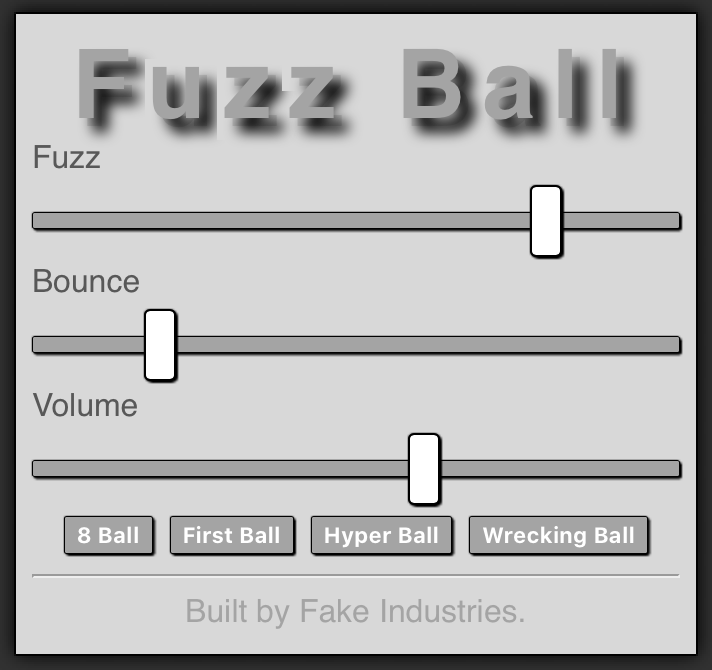 Fuzz Ball
Fuzz
Bounce
Volume
8 Ball First Ball Hyper Ball Wrecking Ball
Built by Fake Industries.